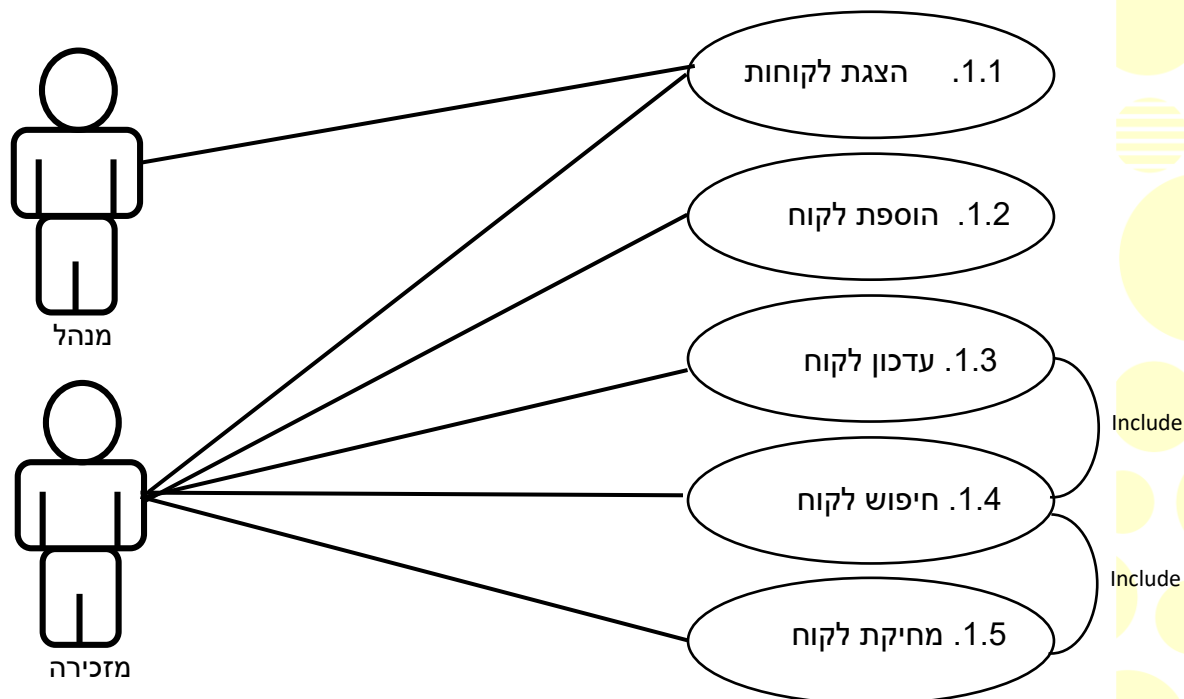 1.1. הצגת לקוחות
1.2. הוספת לקוח
מנהל
1.3. עדכון לקוח
Include
1.4. חיפוש לקוח
Include
1.5. מחיקת לקוח
מזכירה